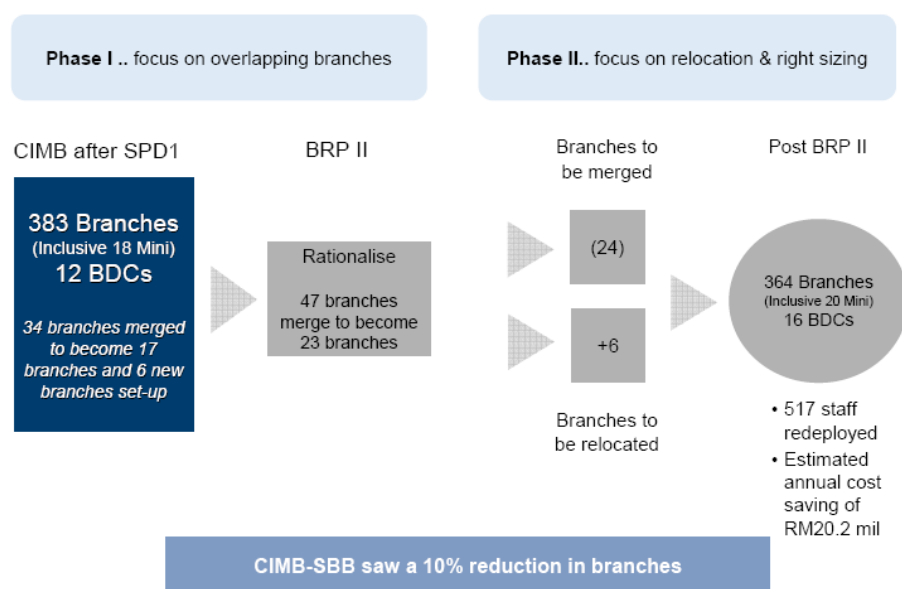 Phase I .. focus on overlapping branches
Phase II.. focus on relocation & right sizing
CIMB after SPD1
383 Branches
(Inclusive 18 Mini)
12 BDCs
34 branches merged
to become 17
branches and 6 new
branches set-up
BRP II
Rationalise
47 branches
merge to become
23 branches
Branches to
be merged
(24)
+6
Branches to
be relocated
Post BRP II
364 Branches
(Inclusive 20 Mini)
16 BDCs
• 517 staff
redeployed
• Estimated
annual cost
saving of
RM20.2 mil
CIMB-SBB saw a 10% reduction in branches